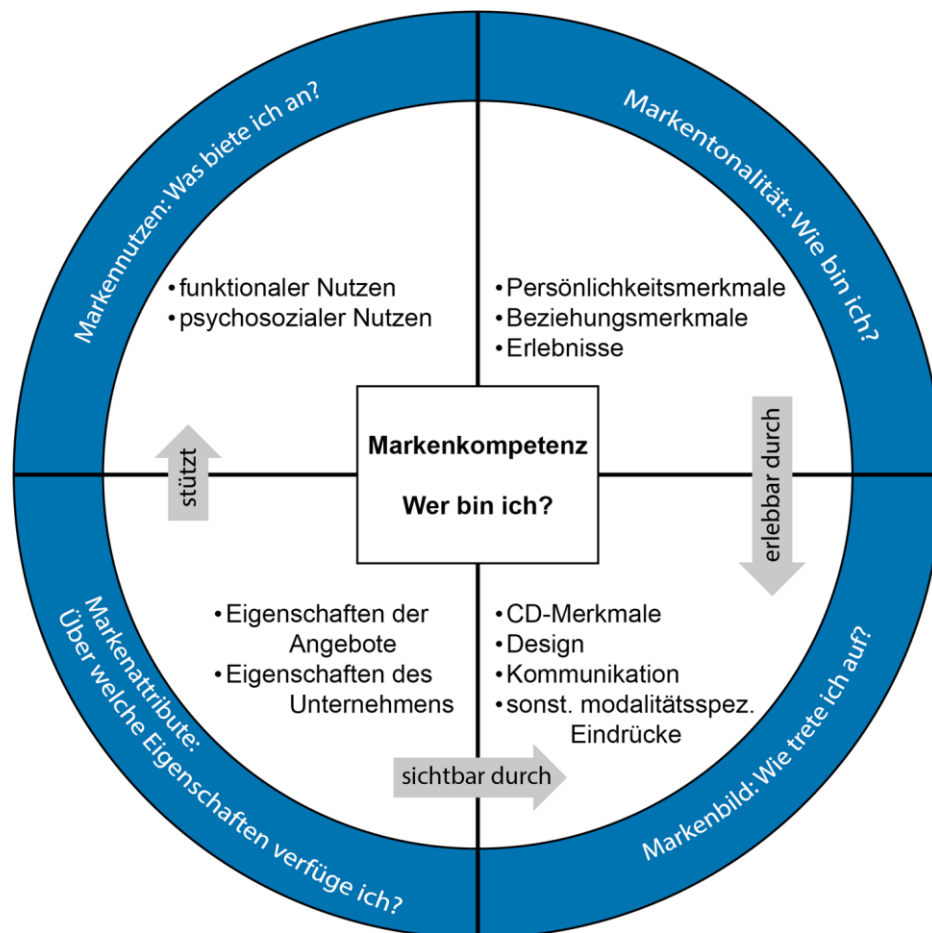 Markennutzen: Was biete ich an?
Markentonalität: Wie bin ich?
•funktionaler Nutzen
•psychosozialer Nutzen
•Persönlichkeitsmerkmale
•Beziehungsmerkmale
•Erlebnisse
Markenkompetenz
Wer bin ich?
stützt
erlebbar durch
Markenattribute:
Über welche Eigenschaften verfüge ich?
•Eigenschaften der
Angebote
•Eigenschaften des
Unternehmens
•CD-Merkmale
•Design
•Kommunikation
•sonst. modalitätsspez.
Eindrücke
sichtbar durch
Markenbild: Wie trete ich auf?